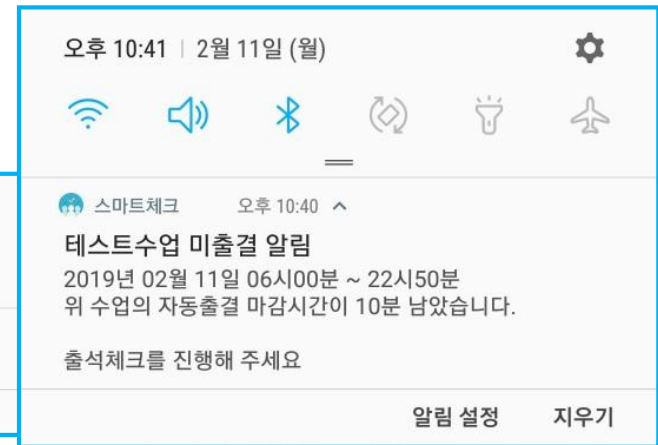 오후 10:41 | 2월 11일 (월)
스마트체크 오후 10:40
테스트수업 미출결 알림
2019년 02월 11일 06시00분 ~ 22시50분
위 수업의 자동출결 마감시간이 10분 남았습니다.
출석체크를 진행해 주세요
알림 설정 지우기